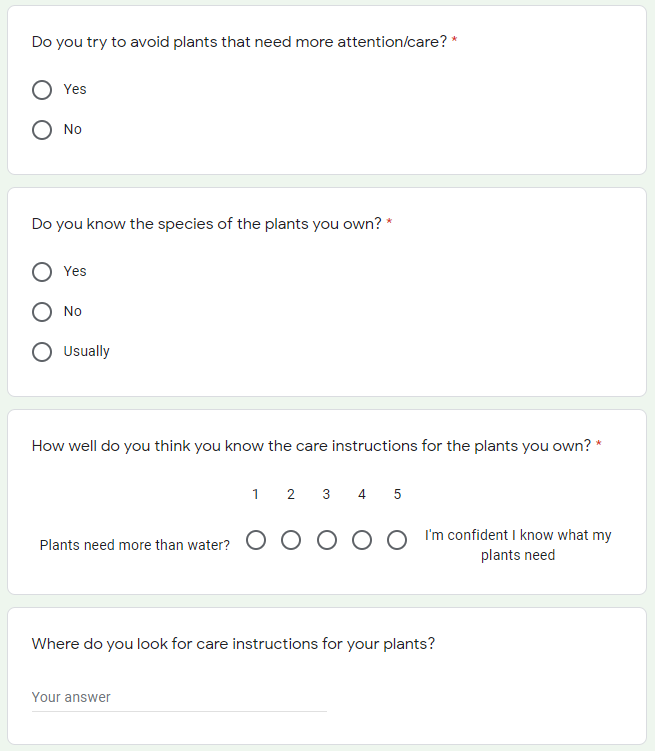 Do you try to avoid plants that need more attention/care? *
Yes
No
Do you know the species of the plants you own? *
Yes
No
Usually
How well do you think you know the care instructions for the plants you own? *
1 2 3 4 5
Plants need more than water?
I'm confident I know what my
plants need
Where do you look for care instructions for your plants?
Your answer